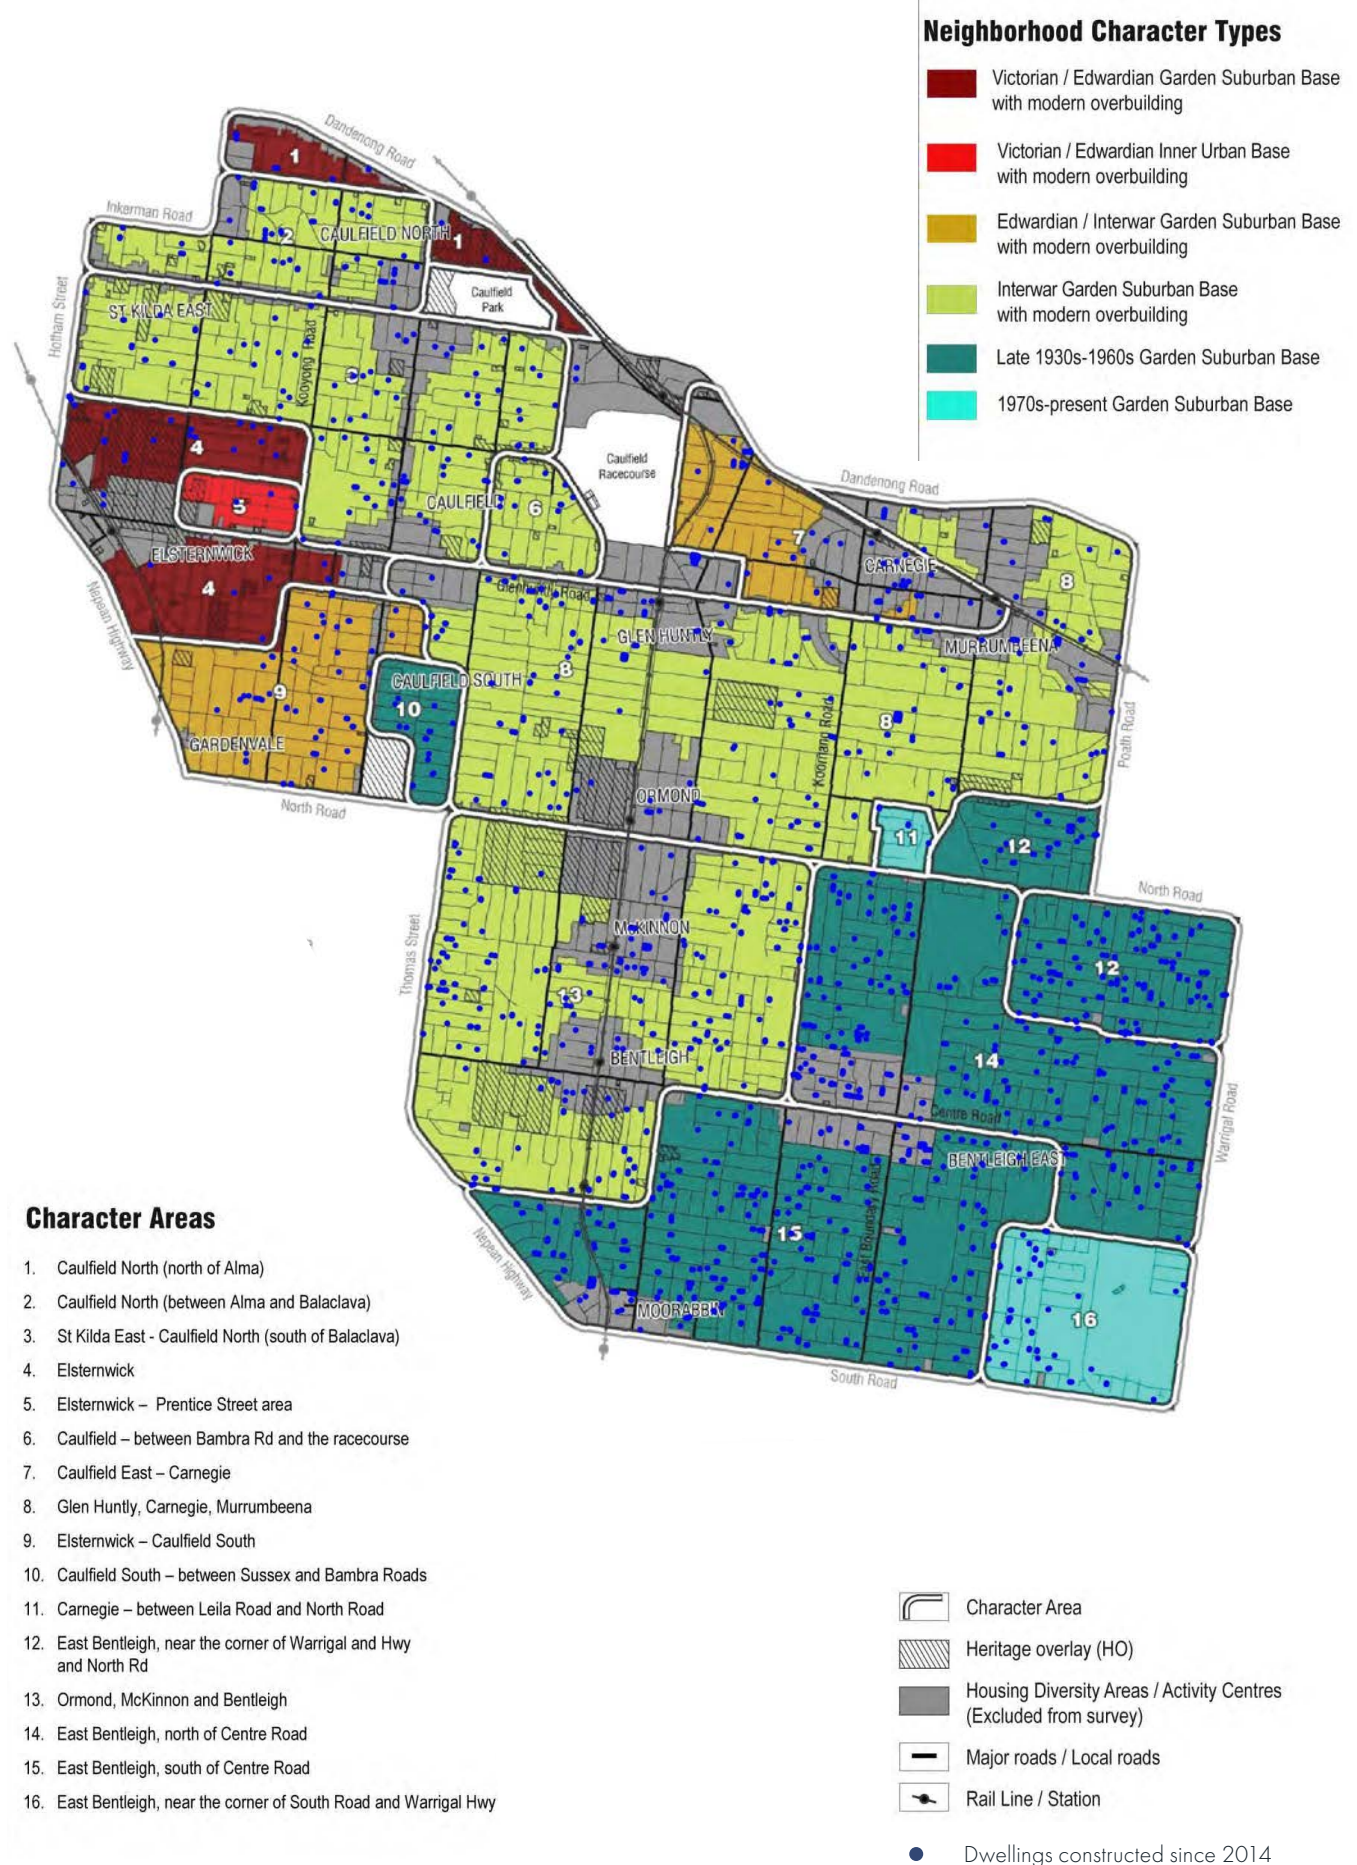 Neighborhood Character Types
Victorian / Edwardian Garden Suburban Base
with modern overbuilding
Victorian / Edwardian Inner Urban Base
with modern overbuilding
Edwardian / Interwar Garden Suburban Base
with modern overbuilding
Interwar Garden Suburban Base
with modern overbuilding
Late 1930s-1960s Garden Suburban Base
1970s-present Garden Suburban Base
Dandenong Road
1
Inkerman Road
2
CAULFIELD NORTH
1
Caulfield
Park
Hotham Street
ST KILDA EAST
Kooyong Road
3
4
Caulfield
Racecourse
Dandenong Road
5
CAULFIELD
6
7
ELSTERNWICK
CARNEGIE
8
4
Glenhuntly Road
Nepean Highway
GLEN HUNTLY
MURRUMBEENA
8
CAULFIELD SOUTH
9
10
8
Koornang Road
Poath Road
GARDENVALE
ORMOND
North Road
11
12
North Road
McKINNON
Thomas Street
12
13
BENTLEIGH
14
Centre Road
Warrigal Road
BENTLEIGH EAST
East Boundary Road
15
Nepean Highway
MOORABBIN
16
South Road
Character Areas
1. Caulfield North (north of Alma)
2. Caulfield North (between Alma and Balaclava)
3. St Kilda East - Caulfield North (south of Balaclava)
4. Elsternwick
5. Elsternwick – Prentice Street area
6. Caulfield – between Bambra Rd and the racecourse
7. Caulfield East – Carnegie
8. Glen Huntly, Carnegie, Murrumbeena
9. Elsternwick – Caulfield South
10. Caulfield South – between Sussex and Bambra Roads
11. Carnegie – between Leila Road and North Road
12. East Bentleigh, near the corner of Warrigal and Hwy
and North Rd
13. Ormond, McKinnon and Bentleigh
14. East Bentleigh, north of Centre Road
15. East Bentleigh, south of Centre Road
16. East Bentleigh, near the corner of South Road and Warrigal Hwy
Character Area
Heritage overlay (HO)
Housing Diversity Areas / Activity Centres
(Excluded from survey)
Major roads / Local roads
Rail Line / Station
Dwellings constructed since 2014